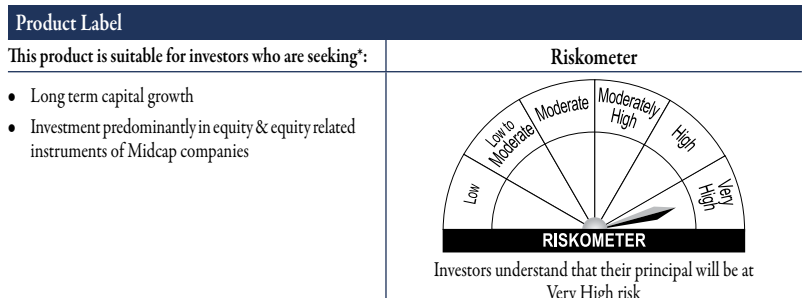 Product Label
This product is suitable for investors who are seeking*:
• Long term capital growth
• Investment predominantly in equity & equity related
instruments of Midcap companies
Riskometer
Low
Low to
Moderate
Moderate
Moderately
High
High
Very
High
RISKOMETER
Investors understand that their principal will be at
Very High risk